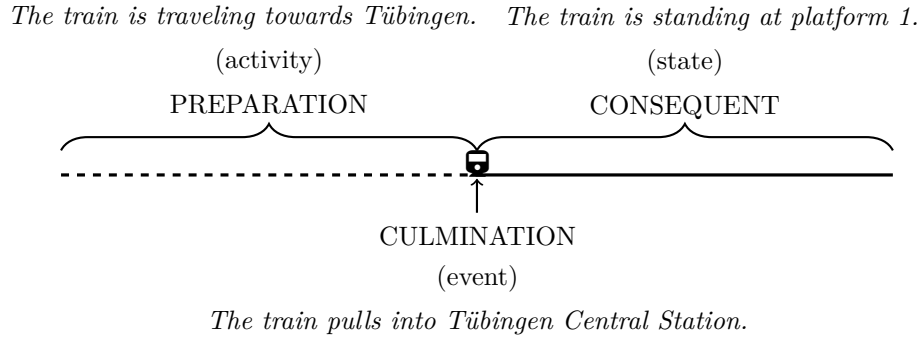 The train is traveling towards Tübingen. The train is standing at platform 1.
(activity) (state)
PREPARATION CONSEQUENT
CULMINATION
(event)
The train pulls into Tübingen Central Station.